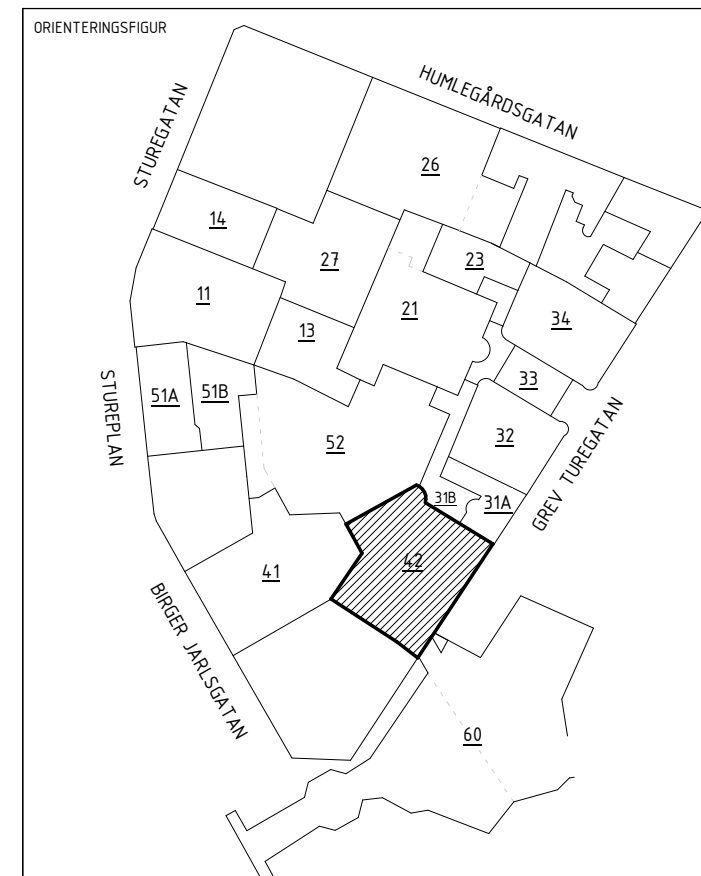 ORIENTERINGSFIGUR
HUMLEGÅRDSGATAN
STUREGATAN
26
14
27
23
11
21
34
13
33
51A
51B
STUREPLAN
52
32
GREV TUREGATAN
31B
31A
42
41
BIRGER JARLSGATAN
60